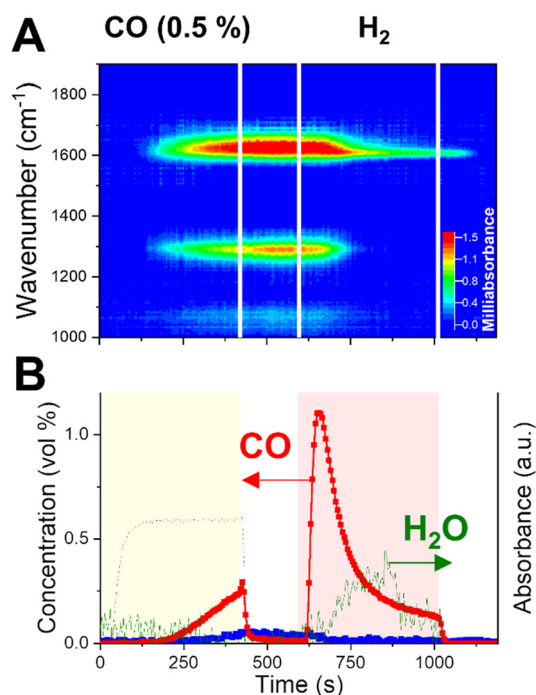 A
CO (0.5 %) H₂
Wavenumber (cm⁻¹)
1900
1600
1300
1200
1000
1.5
1.1
0.8
0.4
0.0
Milliabsorbance
B
Concentration (vol %)
1.0
0.5
0.0
CO
H₂O
Absorbance (a.u.)
0 250 500 750 1000
Time (s)